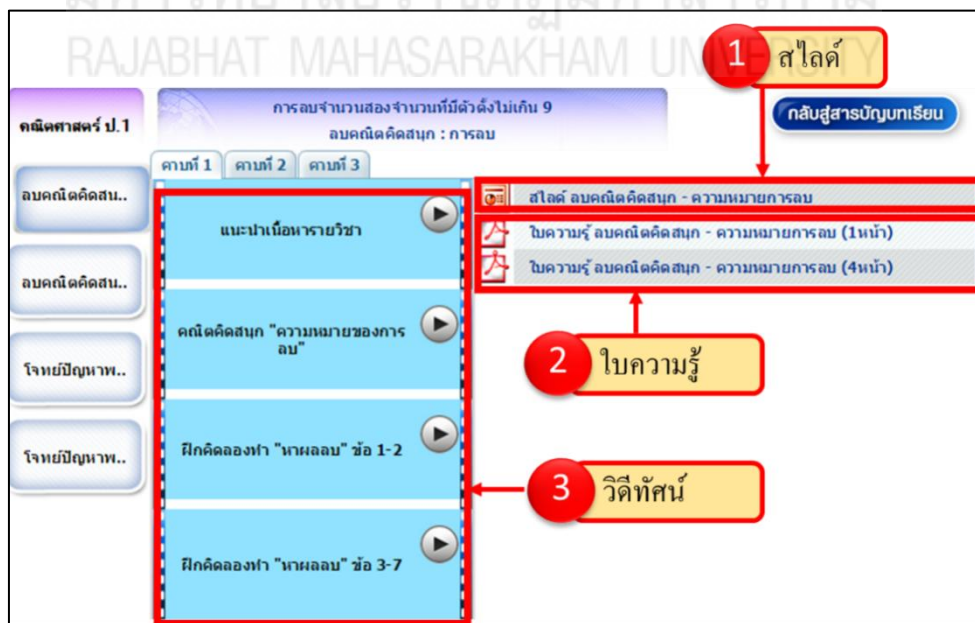 RAJABHAT MAHASARAKHAM UNIVERSITY
1 สไลด์
คณิตศาสตร์ ป.1
การลบจำนวนสองจำนวนที่มีตัวตั้งไม่เกิน 9
ลบคณิตคิดสนุก : การลบ
กลับสู่สารบัญบทเรียน
คาบที่ 1 คาบที่ 2 คาบที่ 3
ลบคณิตคิดสน..
ลบคณิตคิดสน..
โจทย์ปัญหาพ..
โจทย์ปัญหาพ..
แนะนำเนื้อหารายวิชา
คณิตคิดสนุก "ความหมายของการ
ลบ"
ฝึกคิดลองทำ "หาผลลบ" ข้อ 1-2
ฝึกคิดลองทำ "หาผลลบ" ข้อ 3-7
สไลด์ ลบคณิตคิดสนุก - ความหมายการลบ
ใบความรู้ ลบคณิตคิดสนุก - ความหมายการลบ (1หน้า)
ใบความรู้ ลบคณิตคิดสนุก - ความหมายการลบ (4หน้า)
2 ใบความรู้
3 วิดีทัศน์